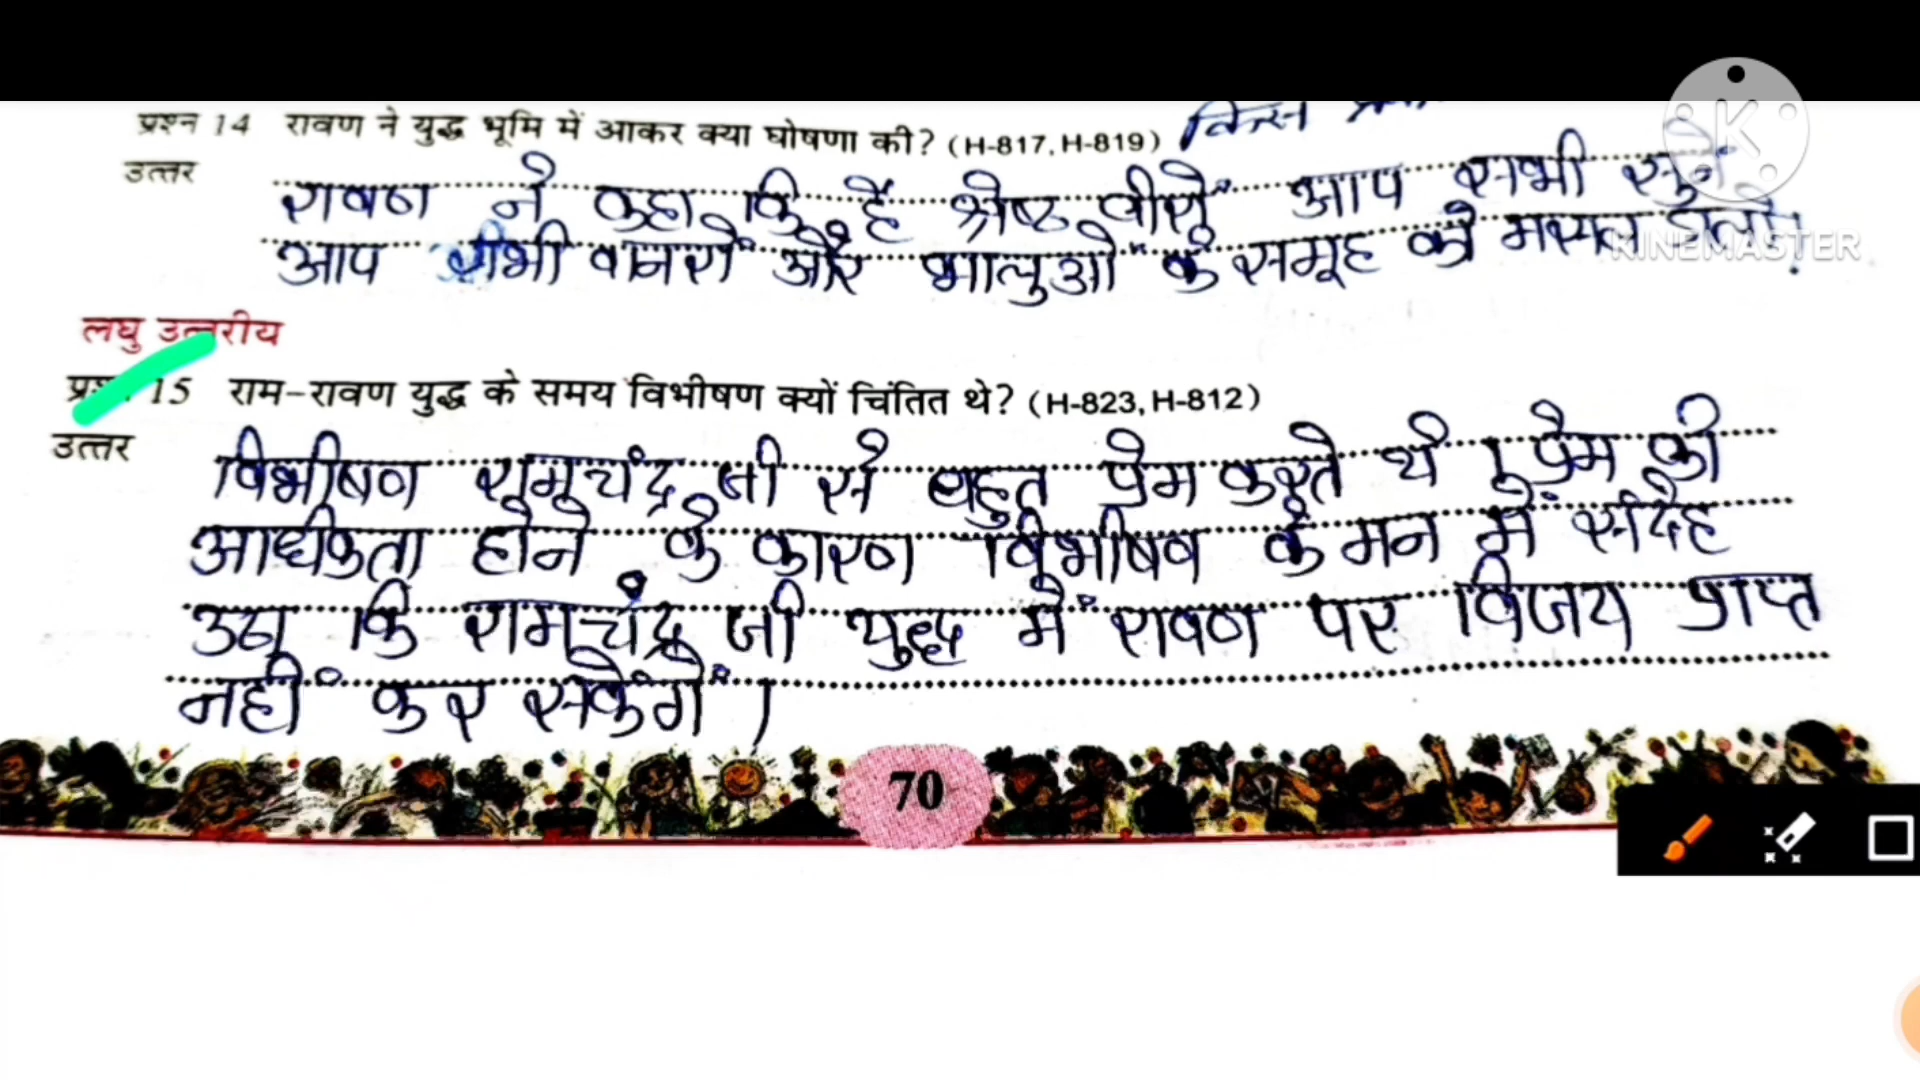 प्रश्न 14 रावण ने युद्ध भूमि में आकर क्या घोषणा की? (H-817, H-819)
उत्तर
रावण ने कहा कि हे श्रेष्ठ वीरों आप सभी सुने
आप सभी वानरों और भालुओं के समूह को मसल डालो।
लघु उत्तरीय
प्रश्न 15 राम-रावण युद्ध के समय विभीषण क्यों चिंतित थे? (H-823, H-812)
उत्तर
विभीषण रामचंद्र जी से बहुत प्रेम करते थे। प्रेम की
अधिकता होने के कारण विभीषण के मन में संदेह
उठा कि रामचंद्र जी युद्ध में रावण पर विजय प्राप्त
नहीं कर सकेंगे।
70
K
KINEMASTER